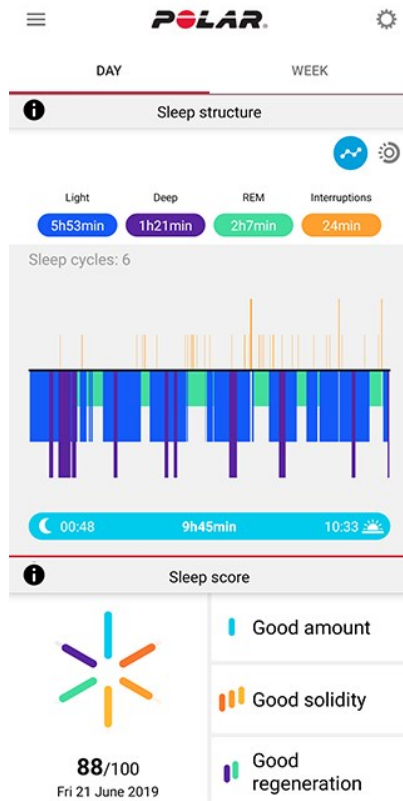 POLAR.
DAY WEEK
Sleep structure
Light Deep REM Interruptions
5h53min 1h21min 2h7min 24min
Sleep cycles: 6
00:48 9h45min 10:33
Sleep score
Good amount
Good solidity
88/100
Fri 21 June 2019
Good
regeneration